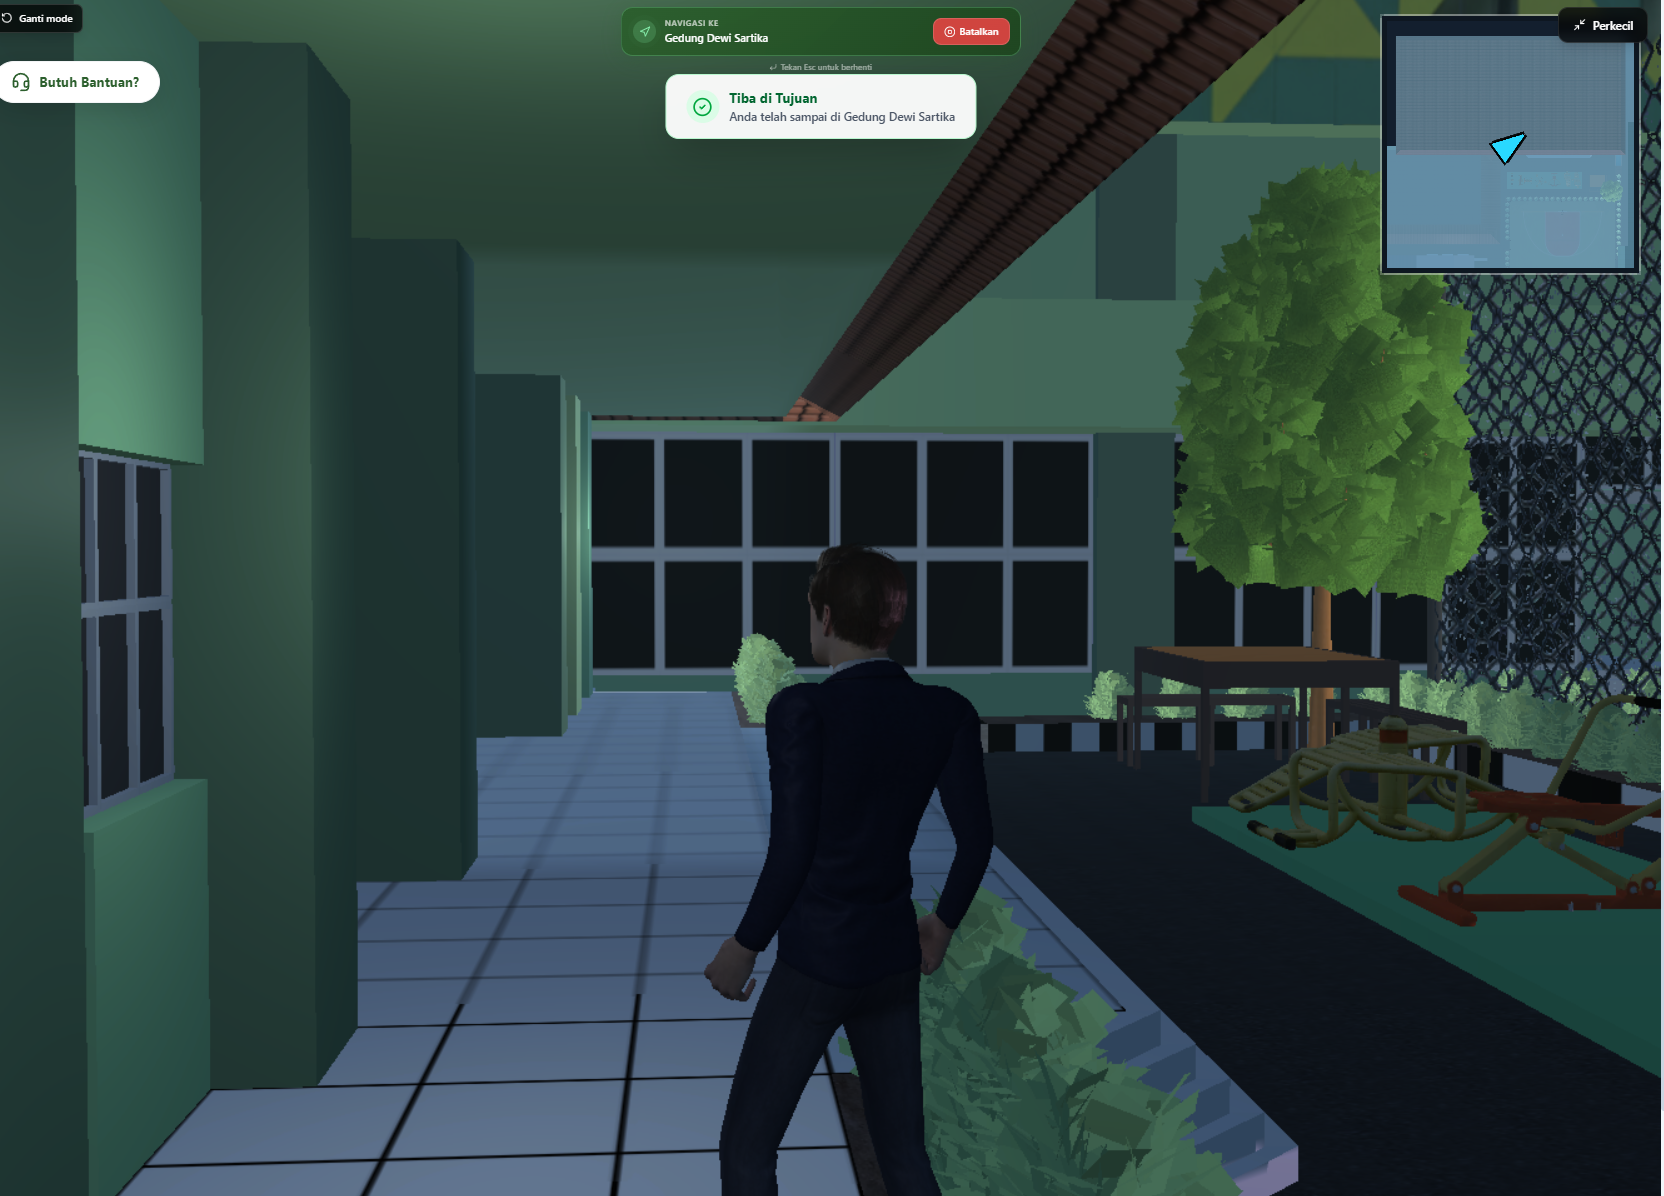 Ganti mode
NAVIGASI KE
Gedung Dewi Sartika
Batalkan
Perkecil
Tekan Esc untuk berhenti
Butuh Bantuan?
Tiba di Tujuan
Anda telah sampai di Gedung Dewi Sartika